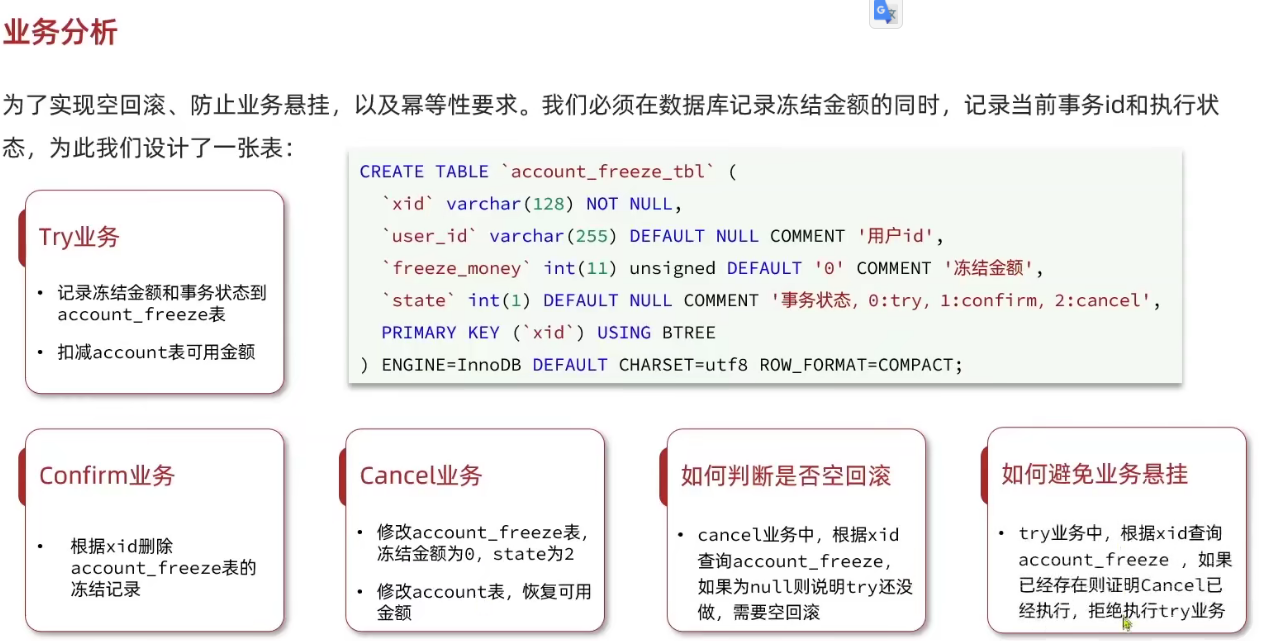 业务分析
为了实现空回滚、防止业务悬挂，以及幂等性要求。我们必须在数据库记录冻结金额的同时，记录当前事务id和执行状
态，为此我们设计了一张表：
CREATE TABLE `account_freeze_tbl` (
`xid` varchar(128) NOT NULL,
`user_id` varchar(255) DEFAULT NULL COMMENT '用户id',
`freeze_money` int(11) unsigned DEFAULT '0' COMMENT '冻结金额',
`state` int(1) DEFAULT NULL COMMENT '事务状态，0:try，1:confirm，2:cancel',
PRIMARY KEY (`xid`) USING BTREE
) ENGINE=InnoDB DEFAULT CHARSET=utf8 ROW_FORMAT=COMPACT;
Try业务
• 记录冻结金额和事务状态到
account_freeze表
• 扣减account表可用金额
Confirm业务
• 根据xid删除
account_freeze表的
冻结记录
Cancel业务
• 修改account_freeze表，
冻结金额为0，state为2
• 修改account表，恢复可用
金额
如何判断是否空回滚
• cancel业务中，根据xid
查询account_freeze，
如果为null则说明try还没
做，需要空回滚
如何避免业务悬挂
• try业务中，根据xid查询
account_freeze ，如果
已经存在则证明Cancel已
经执行，拒绝执行try业务